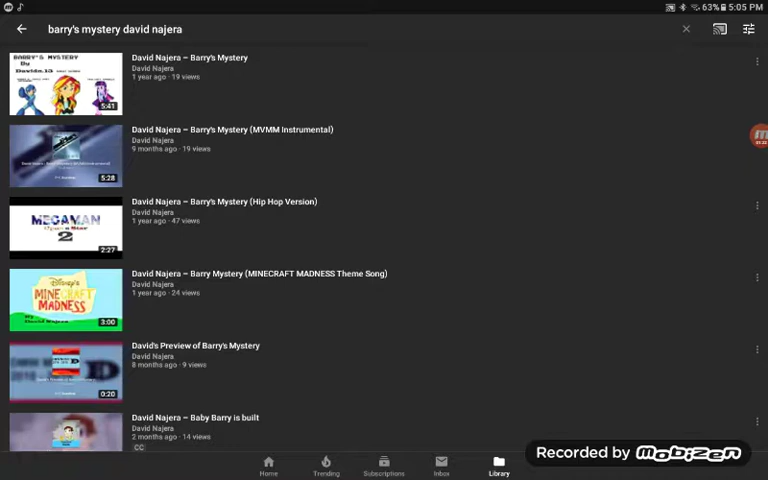 63% 5:05 PM
barry's mystery david najera
BARRY'S MYSTERY
By
5:41
David Najera – Barry's Mystery
David Najera
1 year ago · 19 views
5:28
David Najera – Barry's Mystery (MVMM Instrumental)
David Najera
9 months ago · 19 views
MEGAMAN
2
2:27
David Najera – Barry's Mystery (Hip Hop Version)
David Najera
1 year ago · 47 views
Disney's
MINECRAFT
MADNESS
3:00
David Najera – Barry Mystery (MINECRAFT MADNESS Theme Song)
David Najera
1 year ago · 24 views
0:20
David's Preview of Barry's Mystery
David Najera
8 months ago · 9 views
David Najera – Baby Barry is built
David Najera
2 months ago · 14 views
CC
Home
Trending
Subscriptions
Inbox
Library
Recorded by Mobizen